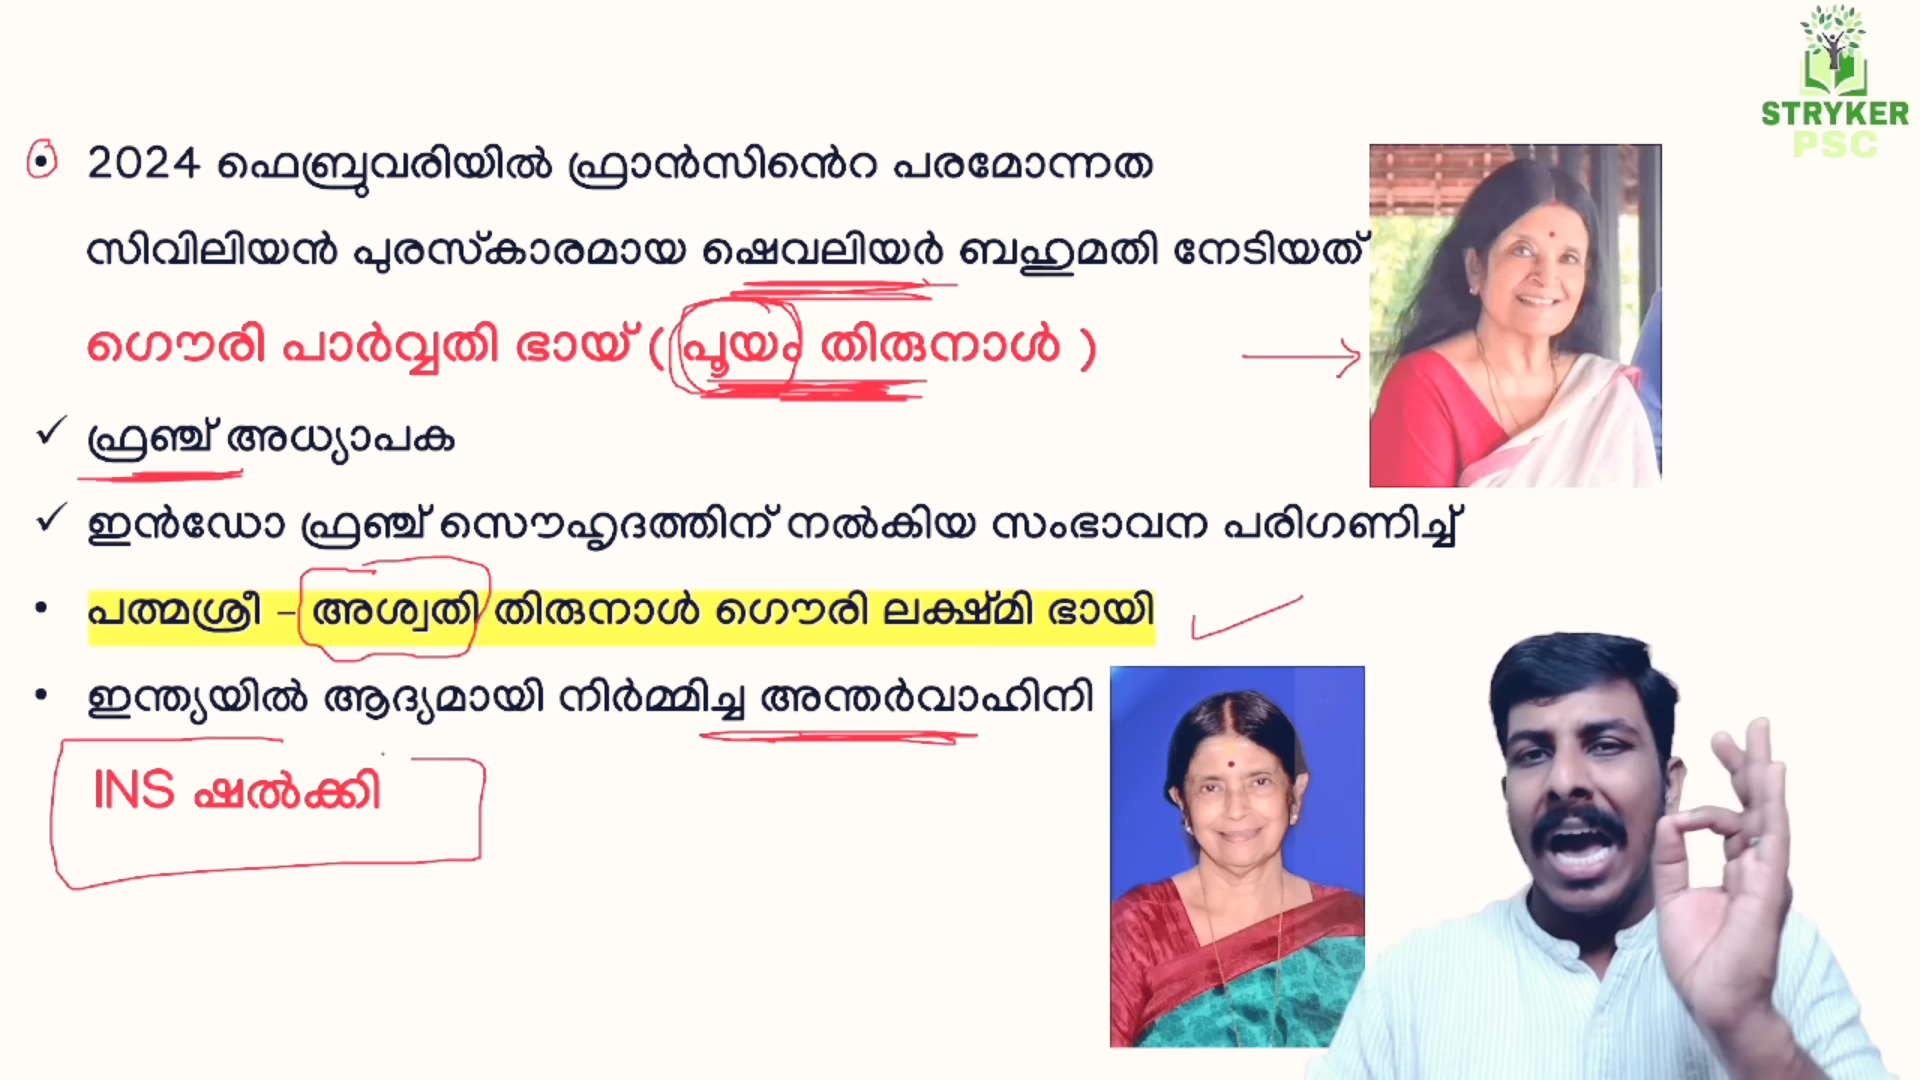 STRYKER
PSC
• 2024 ഫെബ്രുവരിയിൽ ഫ്രാൻസിൻെറ പരമോന്നത
സിവിലിയൻ പുരസ്കാരമായ ഷെവലിയർ ബഹുമതി നേടിയത്
ഗൌരി പാർവ്വതി ഭായ് ( പൂയം തിരുനാൾ )
✓ ഫ്രഞ്ച് അധ്യാപക
✓ ഇൻഡോ ഫ്രഞ്ച് സൌഹൃദത്തിന് നൽകിയ സംഭാവന പരിഗണിച്ച്
• പത്മശ്രീ – അശ്വതി തിരുനാൾ ഗൌരി ലക്ഷ്മി ഭായി
• ഇന്ത്യയിൽ ആദ്യമായി നിർമ്മിച്ച അന്തർവാഹിനി
INS ഷൽക്കി